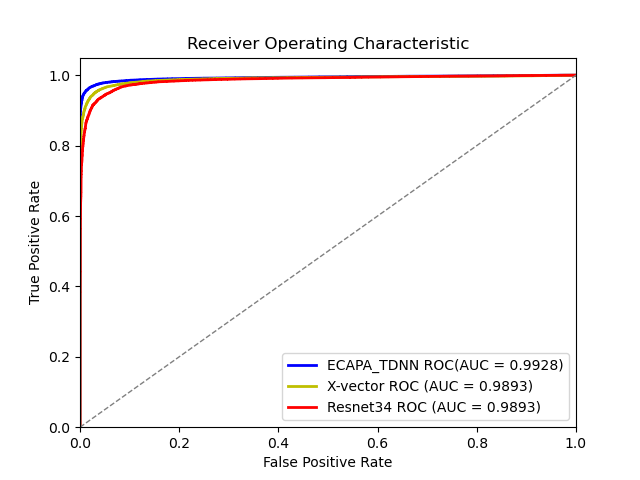 Receiver Operating Characteristic
True Positive Rate
1.0
0.8
0.6
0.4
0.2
0.0
ECAPA_TDNN ROC(AUC = 0.9928)
X-vector ROC (AUC = 0.9893)
Resnet34 ROC (AUC = 0.9893)
0.0 0.2 0.4 0.6 0.8 1.0
False Positive Rate